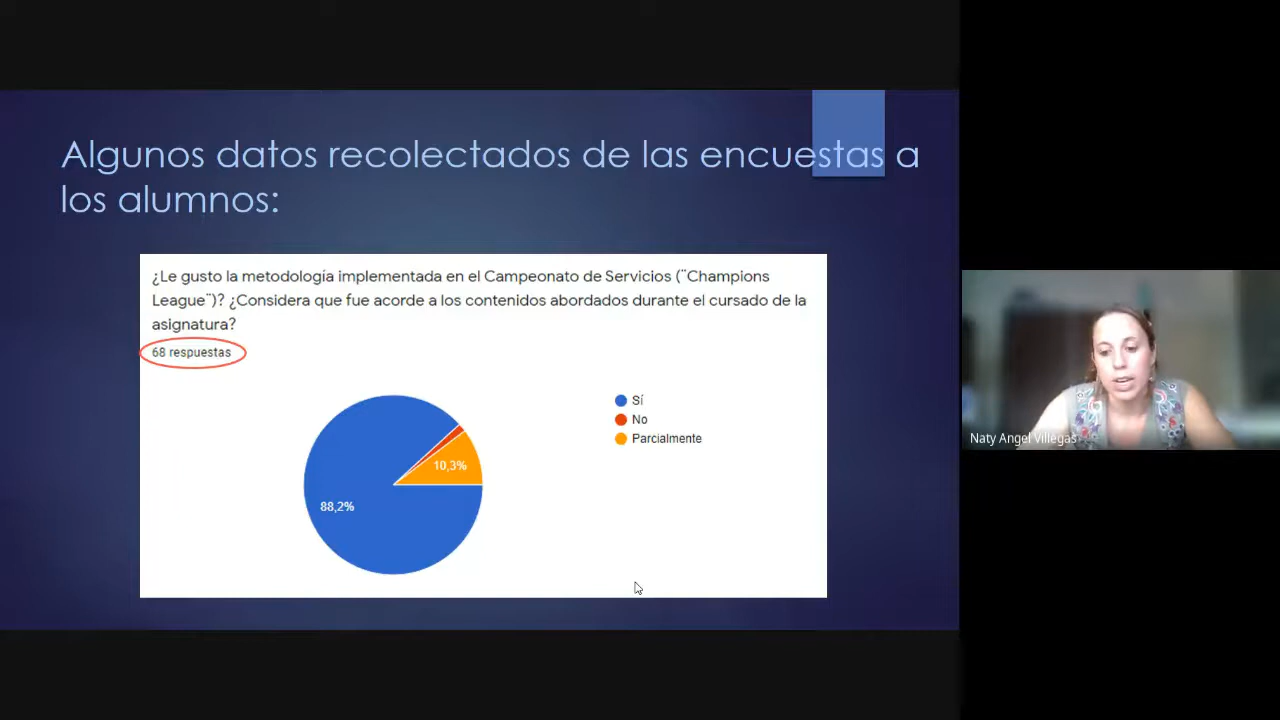 Algunos datos recolectados de las encuestas a
los alumnos:
¿Le gusto la metodología implementada en el Campeonato de Servicios (¨Champions
League¨)? ¿Considera que fue acorde a los contenidos abordados durante el cursado de la
asignatura?
68 respuestas
Sí
No
Parcialmente
10,3%
88,2%
Naty Angel Villegas